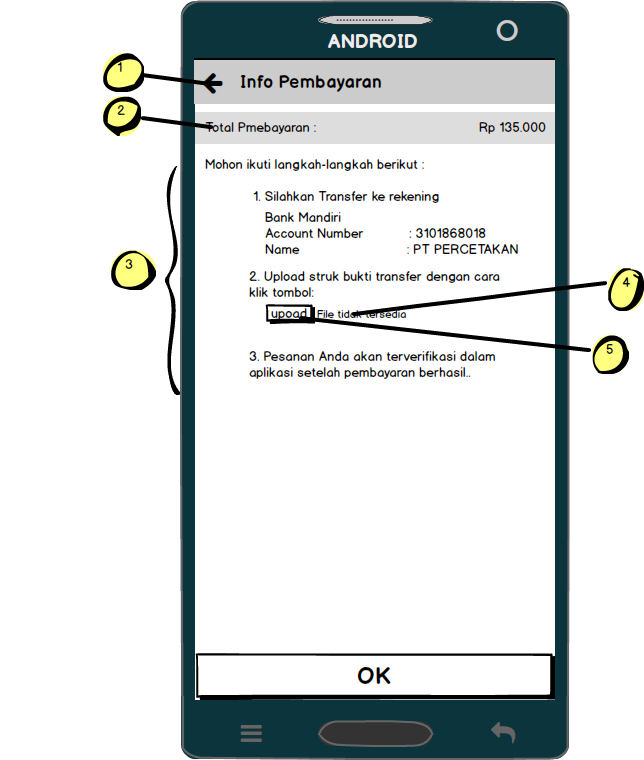 ANDROID
1
Info Pembayaran
2
Total Pmebayaran : Rp 135.000
Mohon ikuti langkah-langkah berikut :
1. Silahkan Transfer ke rekening
Bank Mandiri
Account Number : 3101868018
Name : PT PERCETAKAN
3
2. Upload struk bukti transfer dengan cara
klik tombol:
4
upoad File tidak tersedia
5
3. Pesanan Anda akan terverifikasi dalam
aplikasi setelah pembayaran berhasil..
OK